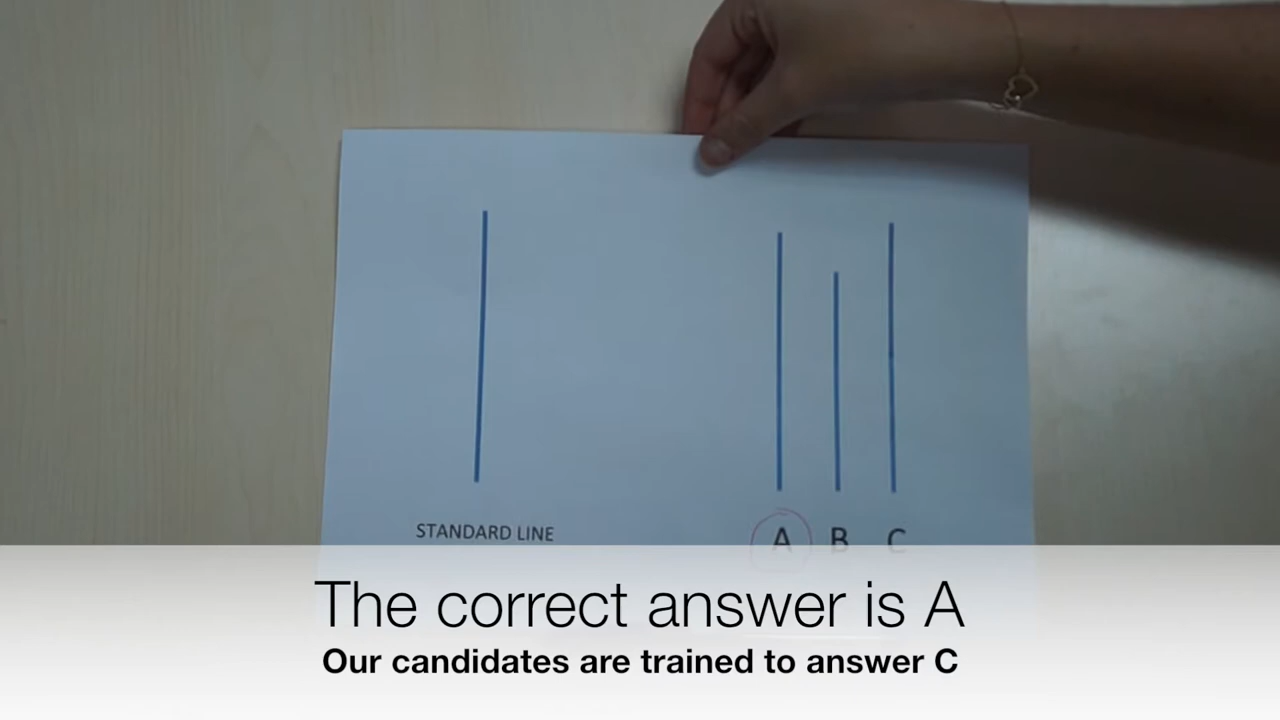 STANDARD LINE
A B C
The correct answer is A
Our candidates are trained to answer C